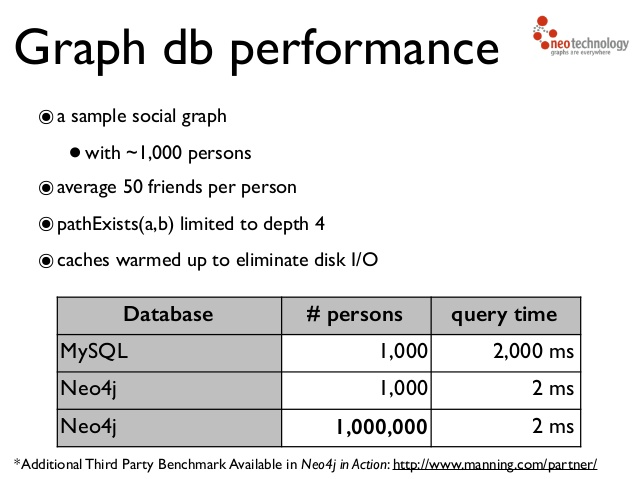 Graph db performance
neotechnology
graphs are everywhere
a sample social graph
with ~1,000 persons
average 50 friends per person
pathExists(a,b) limited to depth 4
caches warmed up to eliminate disk I/O
Database # persons query time
MySQL 1,000 2,000 ms
Neo4j 1,000 2 ms
Neo4j 1,000,000 2 ms
*Additional Third Party Benchmark Available in Neo4j in Action: http://www.manning.com/partner/